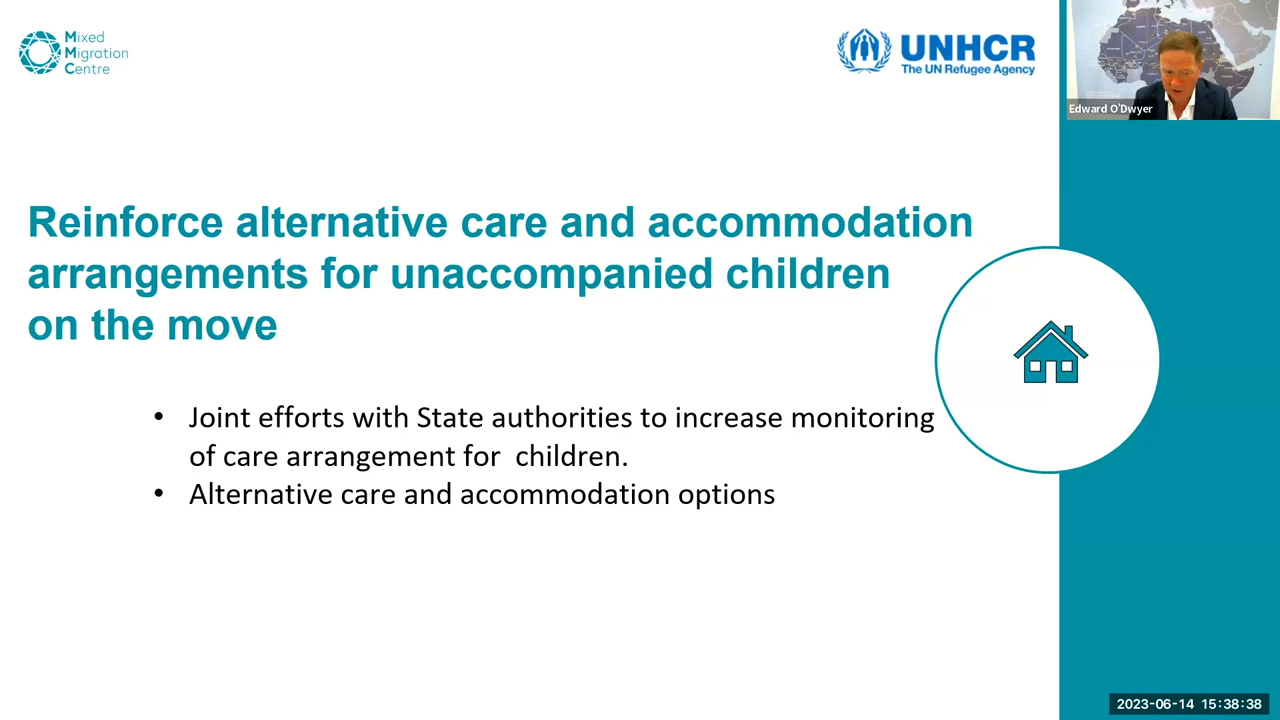 Mixed
Migration
Centre
UNHCR
The UN Refugee Agency
Edward O'Dwyer
Reinforce alternative care and accommodation
arrangements for unaccompanied children
on the move
• Joint efforts with State authorities to increase monitoring
of care arrangement for  children.
• Alternative care and accommodation options
2023-06-14 15:38:38